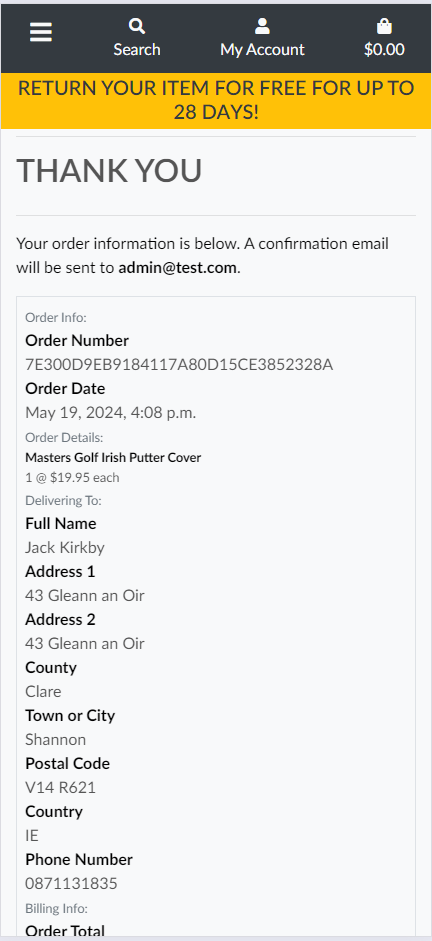 Search
My Account
$0.00
RETURN YOUR ITEM FOR FREE FOR UP TO
28 DAYS!
THANK YOU
Your order information is below. A confirmation email
will be sent to admin@test.com.
Order Info:
Order Number
7E300D9EB9184117A80D15CE3852328A
Order Date
May 19, 2024, 4:08 p.m.
Order Details:
Masters Golf Irish Putter Cover
1 @ $19.95 each
Delivering To:
Full Name
Jack Kirkby
Address 1
43 Gleann an Oir
Address 2
43 Gleann an Oir
County
Clare
Town or City
Shannon
Postal Code
V14 R621
Country
IE
Phone Number
0871131835
Billing Info:
Order Total